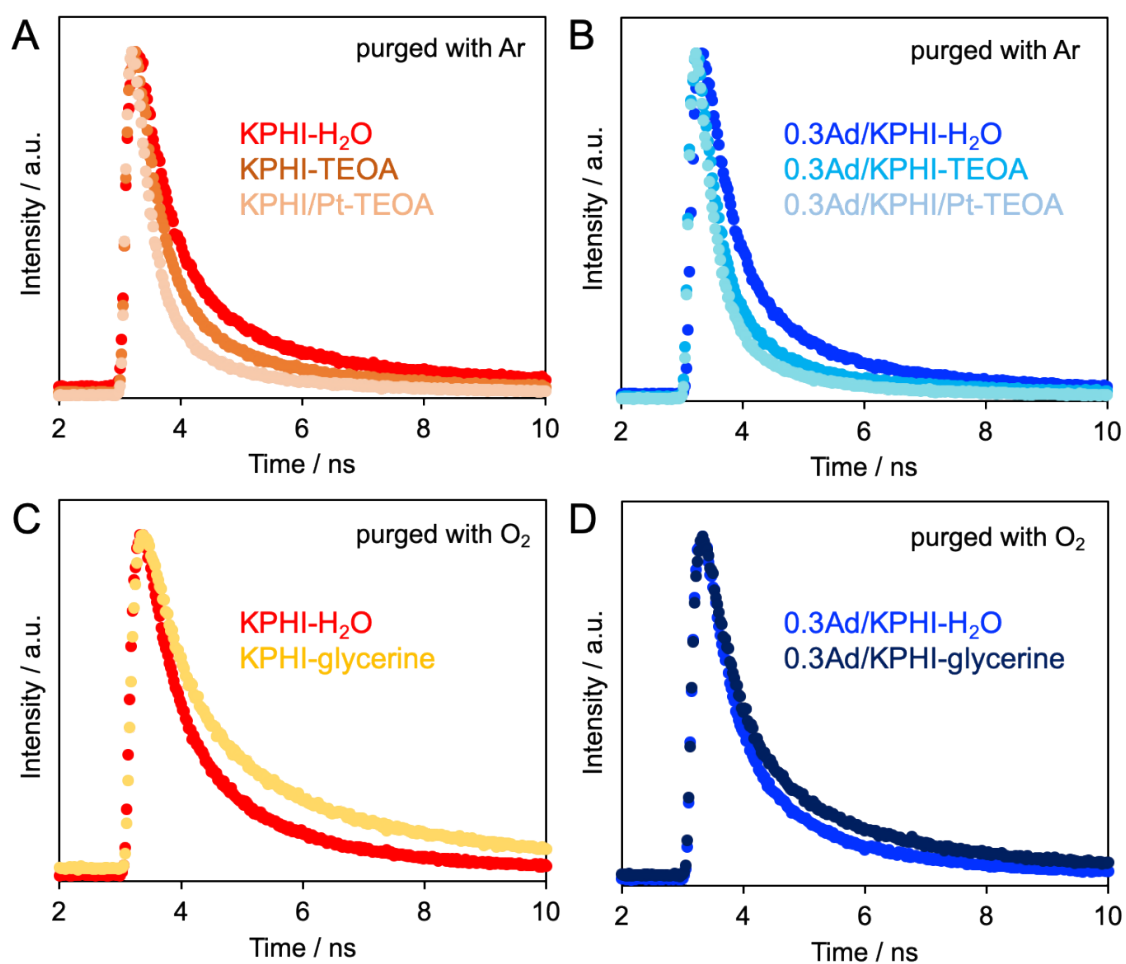 A
purged with Ar
KPHI-H₂O
KPHI-TEOA
KPHI/Pt-TEOA
Intensity / a.u.
2 4 6 8 10
Time / ns
B
purged with Ar
0.3Ad/KPHI-H₂O
0.3Ad/KPHI-TEOA
0.3Ad/KPHI/Pt-TEOA
Intensity / a.u.
2 4 6 8 10
Time / ns
C
purged with O₂
KPHI-H₂O
KPHI-glycerine
Intensity / a.u.
2 4 6 8 10
Time / ns
D
purged with O₂
0.3Ad/KPHI-H₂O
0.3Ad/KPHI-glycerine
Intensity / a.u.
2 4 6 8 10
Time / ns